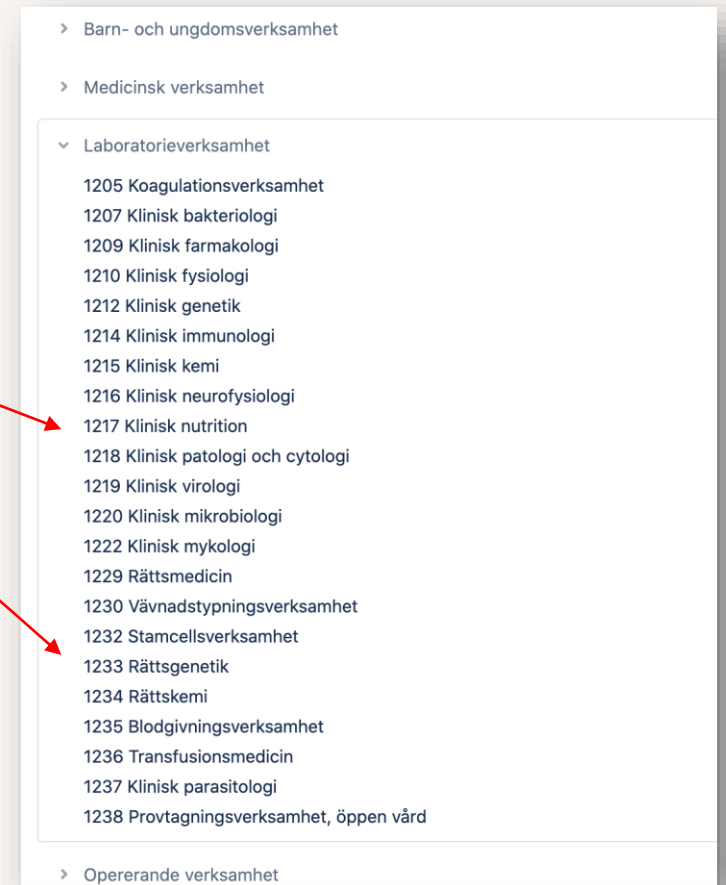 Barn- och ungdomsverksamhet
Medicinsk verksamhet
Laboratorieverksamhet
1205 Koagulationsverksamhet
1207 Klinisk bakteriologi
1209 Klinisk farmakologi
1210 Klinisk fysiologi
1212 Klinisk genetik
1214 Klinisk immunologi
1215 Klinisk kemi
1216 Klinisk neurofysiologi
1217 Klinisk nutrition
1218 Klinisk patologi och cytologi
1219 Klinisk virologi
1220 Klinisk mikrobiologi
1222 Klinisk mykologi
1229 Rättsmedicin
1230 Vävnadstypningsverksamhet
1232 Stamcellsverksamhet
1233 Rättsgenetik
1234 Rättskemi
1235 Blodgivningsverksamhet
1236 Transfusionsmedicin
1237 Klinisk parasitologi
1238 Provtagningsverksamhet, öppen vård
Opererande verksamhet